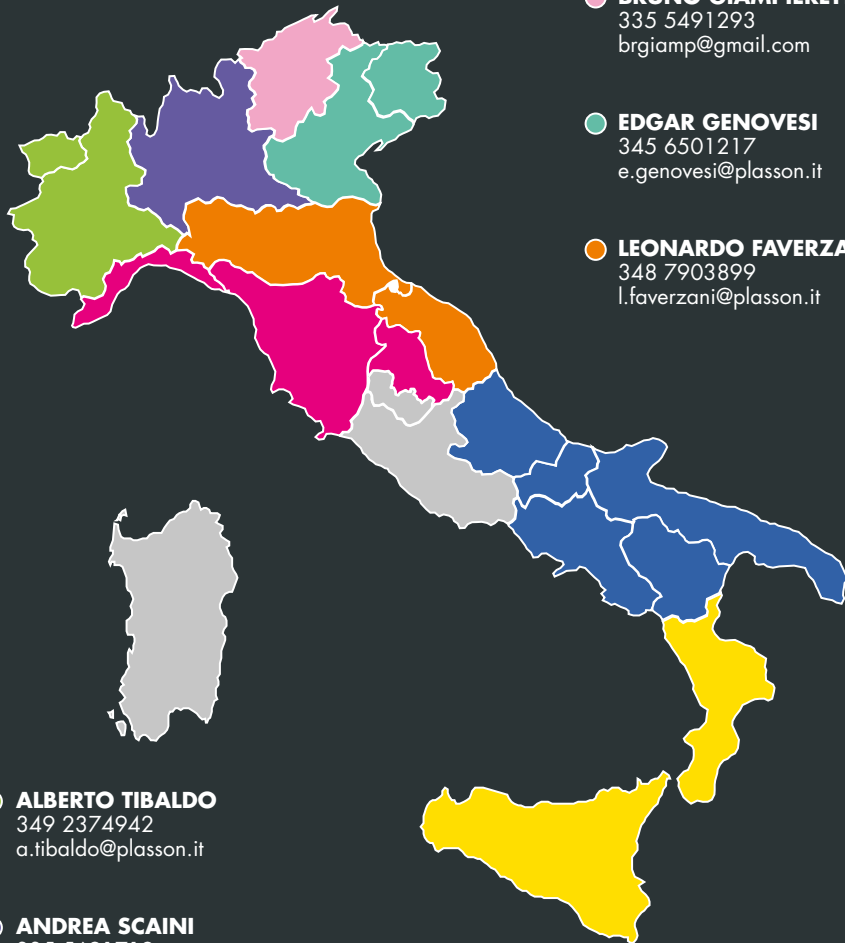 335 5491293
brgiamp@gmail.com
EDGAR GENOVESI
345 6501217
e.genovesi@plasson.it
LEONARDO
348 7903899
l.faverzani@plasson.it
ALBERTO TIBALDO
349 2374942
a.tibaldo@plasson.it
ANDREA SCAINI